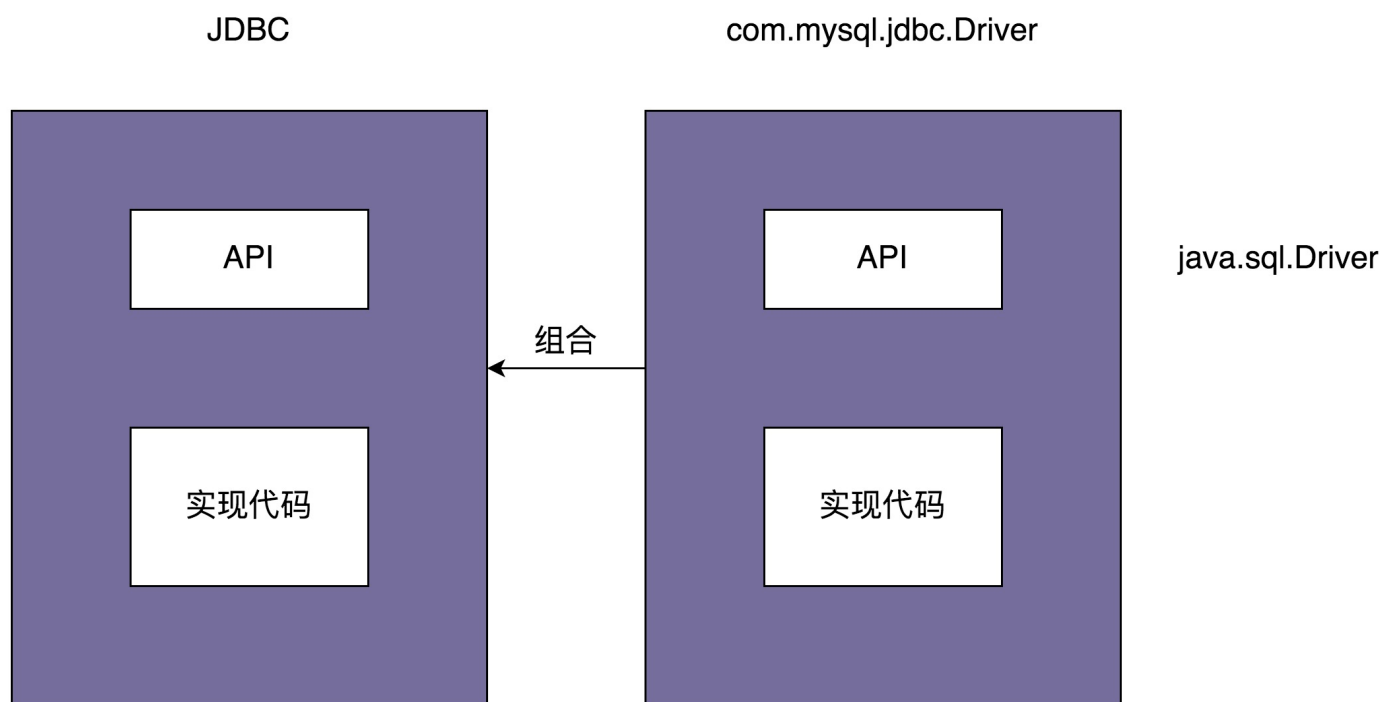 JDBC
com.mysql.jdbc.Driver
API
API
java.sql.Driver
组合
实现代码
实现代码